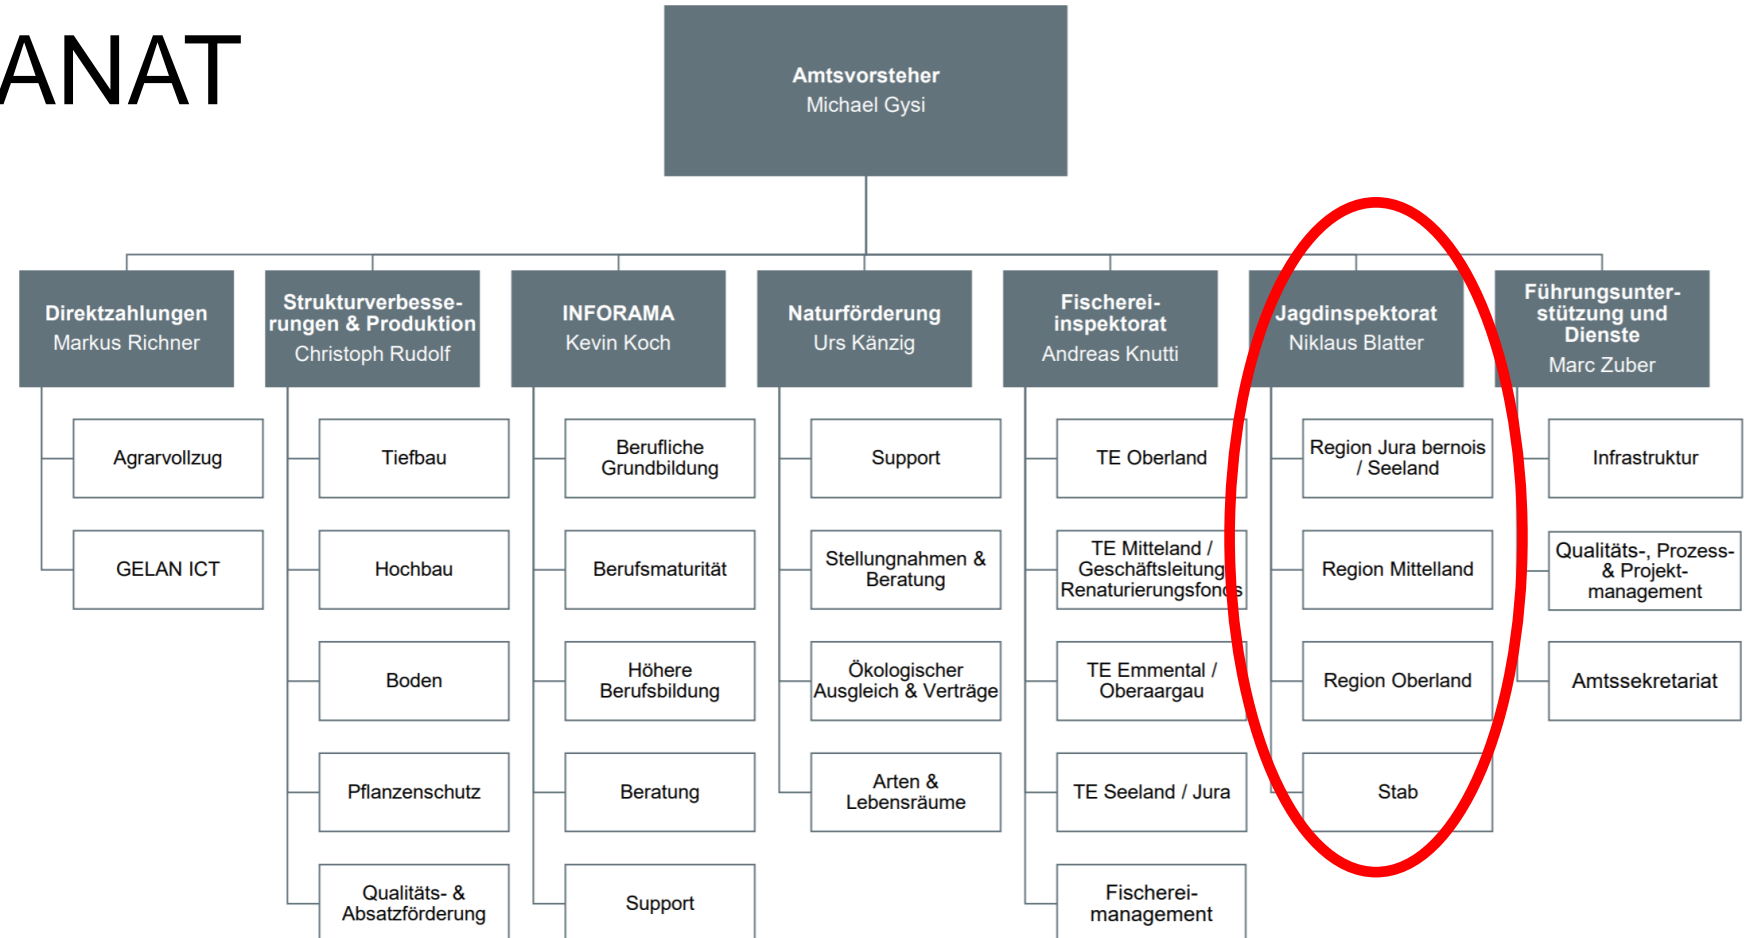 ANAT
Amtsvorsteher
Michael Gysi
Direktzahlungen
Markus Richner
Agrarvollzug
GELAN ICT
Strukturverbesse-
rungen & Produktion
Christoph Rudolf
Tiefbau
Hochbau
Boden
Pflanzenschutz
Qualitäts- &
Absatzförderung
INFORAMA
Kevin Koch
Berufliche
Grundbildung
Berufsmaturität
Höhere
Berufsbildung
Beratung
Support
Naturförderung
Urs Känzig
Support
Stellungnahmen &
Beratung
Ökologischer
Ausgleich & Verträge
Arten &
Lebensräume
Fischerei-
inspektorat
Andreas Knutti
TE Oberland
TE Mitteland /
Geschäftsleitung
Renaturierungsfonds
TE Emmental /
Oberaargau
TE Seeland / Jura
Fischerei-
management
Jagdinspektorat
Niklaus Blatter
Region Jura bernois
/ Seeland
Region Mittelland
Region Oberland
Stab
Führungsunter-
stützung und
Dienste
Marc Zuber
Infrastruktur
Qualitäts-, Prozess-
& Projekt-
management
Amtssekretariat